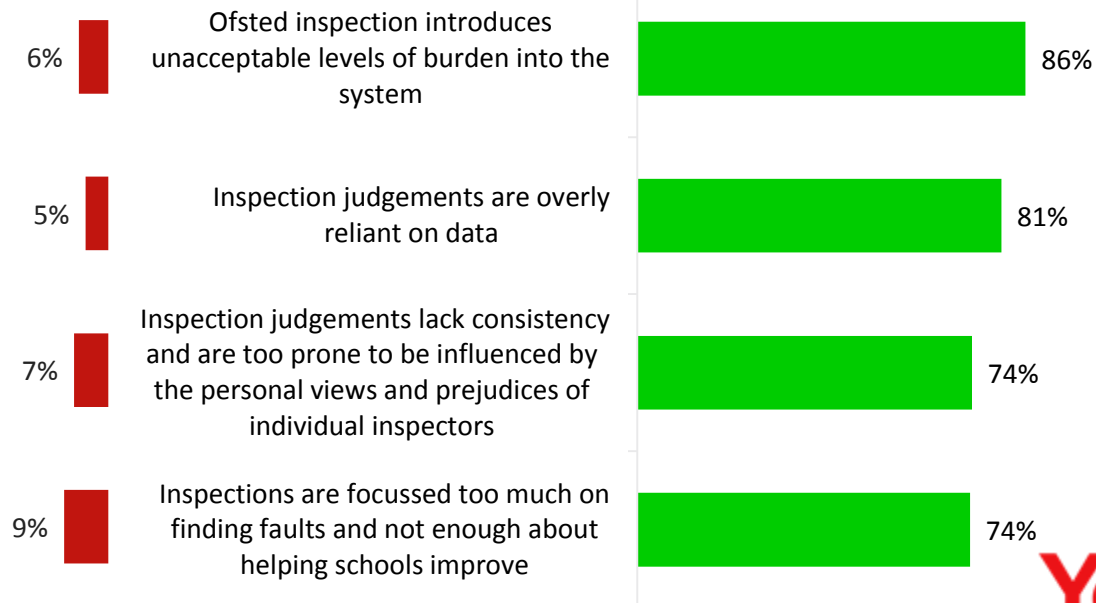 Ofsted inspection introduces
unacceptable levels of burden into the
system
6%
86%
Inspection judgements are overly
reliant on data
5%
81%
Inspection judgements lack consistency
and are too prone to be influenced by
the personal views and prejudices of
individual inspectors
7%
74%
Inspections are focussed too much on
finding faults and not enough about
helping schools improve
9%
74%